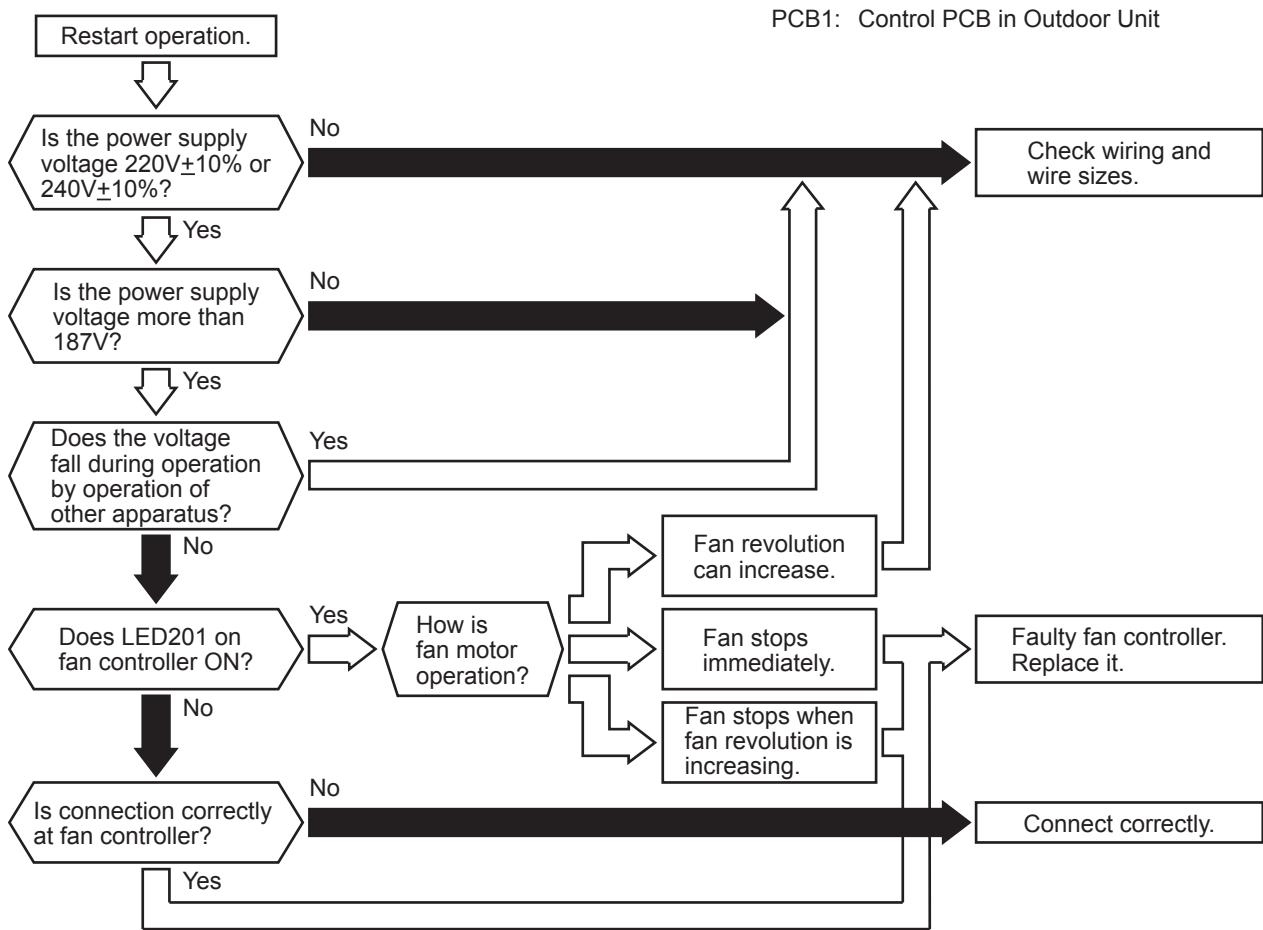 PCB1: Control PCB in Outdoor Unit
Restart operation.
Is the power supply
voltage 220V±10% or
240V±10%?
No
Check wiring and
wire sizes.
Yes
Is the power supply
voltage more than
187V?
No
Yes
Does the voltage
fall during operation
by operation of
other apparatus?
Yes
No
Fan revolution
can increase.
Does LED201 on
fan controller ON?
Yes
How is
fan motor
operation?
Fan stops
immediately.
Faulty fan controller.
Replace it.
No
Fan stops when
fan revolution is
increasing.
Is connection correctly
at fan controller?
No
Connect correctly.
Yes